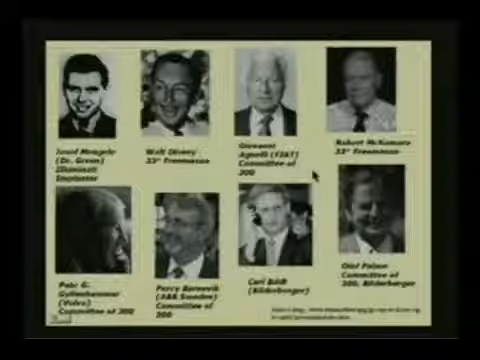 Josef Mengele
(Dr. Green)
Illuminati
Walt Disney
33° Freemason
Giovanni
Agnelli (FIAT)
Committee of
300
Robert McNamara
33° Freemason
Pehr G.
Gyllenhammar
(Volvo)
Committee of 300
Percy Barnevik
(ABB Sweden)
Committee of
300
Carl Bildt
(Bilderberger)
Olof Palme
Committee of
300, Bilderberger